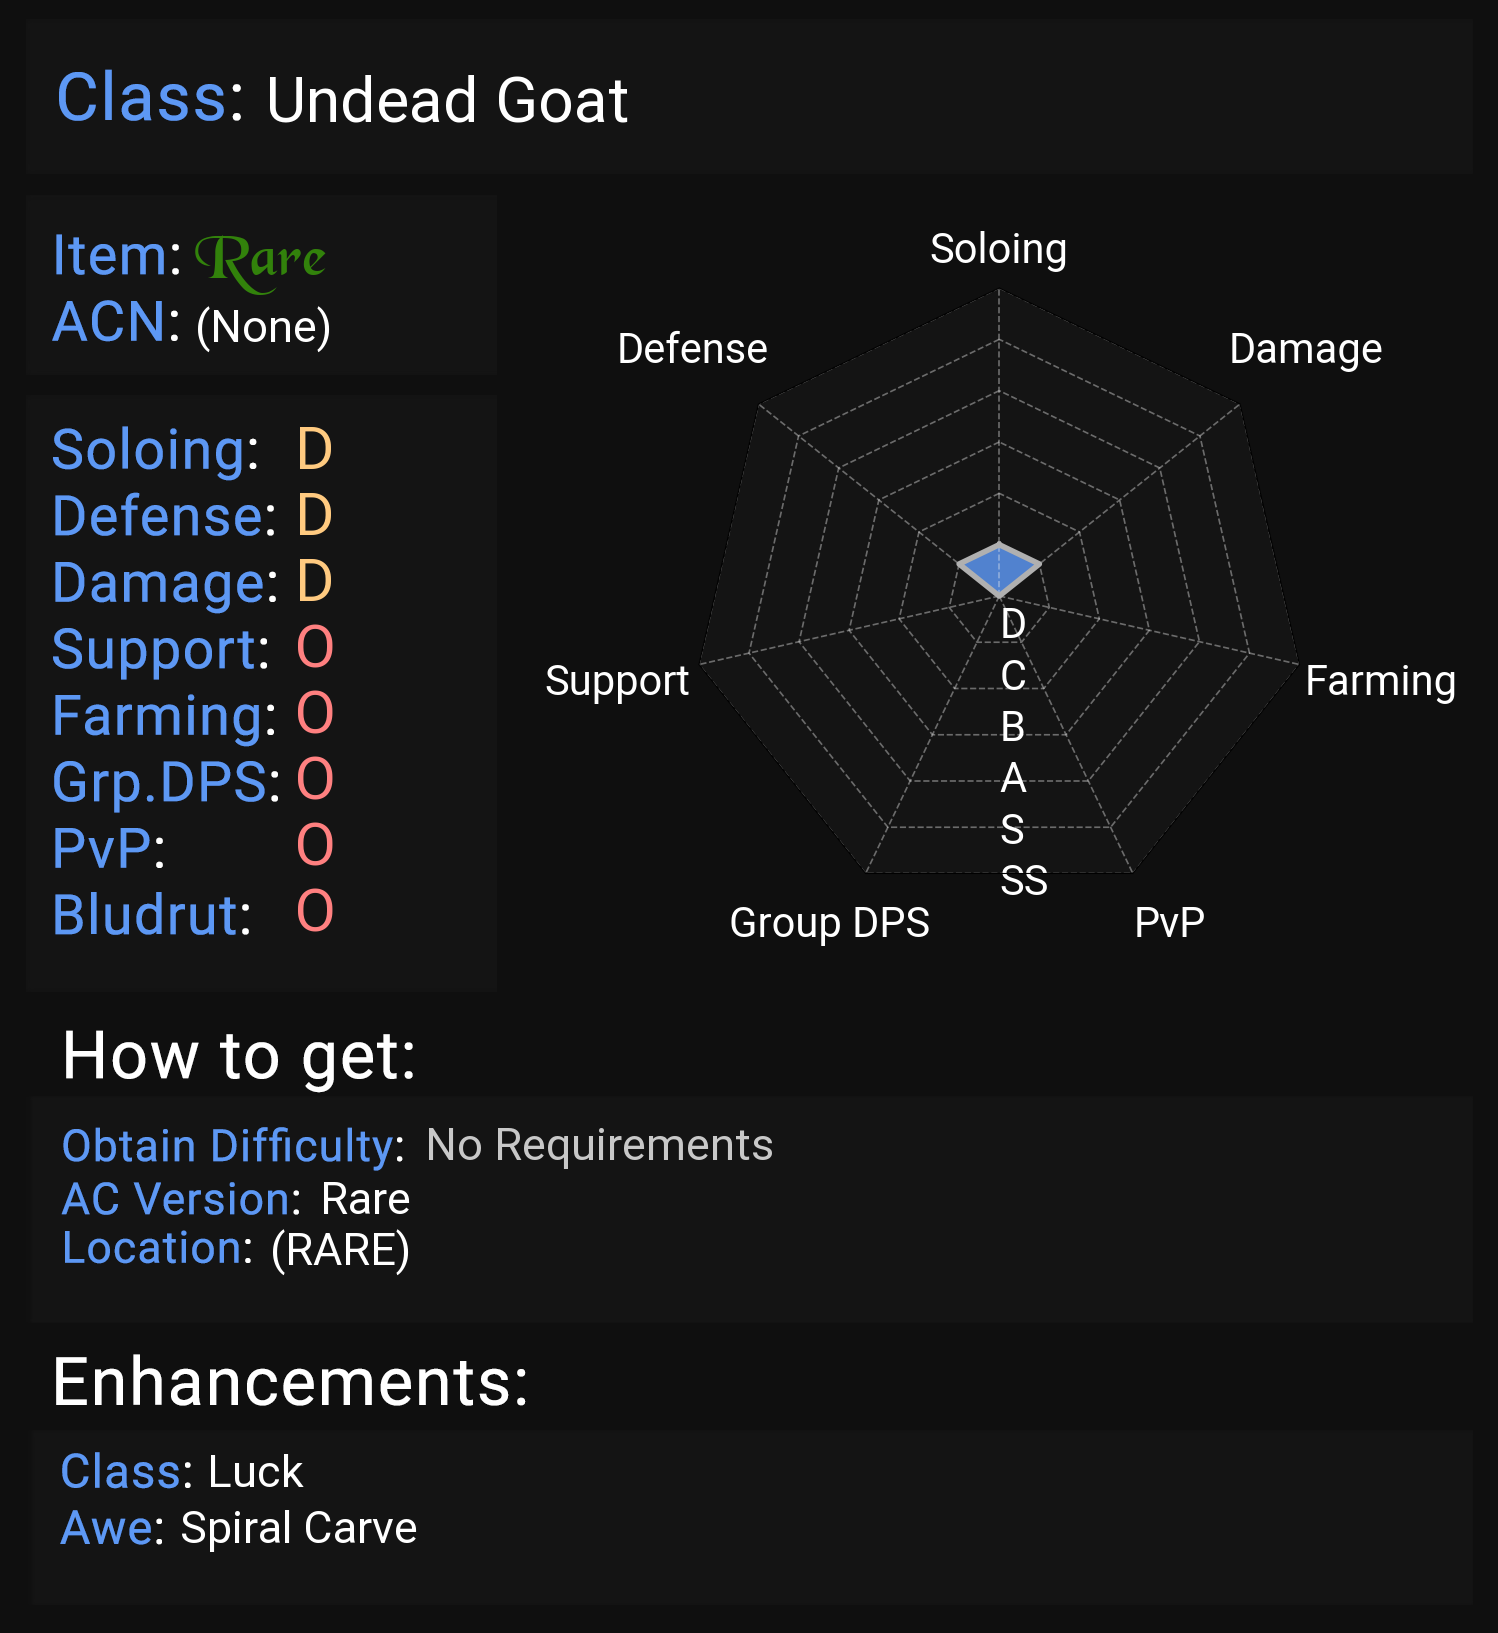 Class: Undead Goat
Item: Rare
ACN: (None)
Soloing: D
Defense: D
Damage: D
Support: O
Farming: O
Grp.DPS: O
PvP: O
Bludrut: O
Soloing
Defense
Damage
Support
Farming
Group DPS
PvP
D
C
B
A
S
SS
How to get:
Obtain Difficulty: No Requirements
AC Version: Rare
Location: (RARE)
Enhancements:
Class: Luck
Awe: Spiral Carve